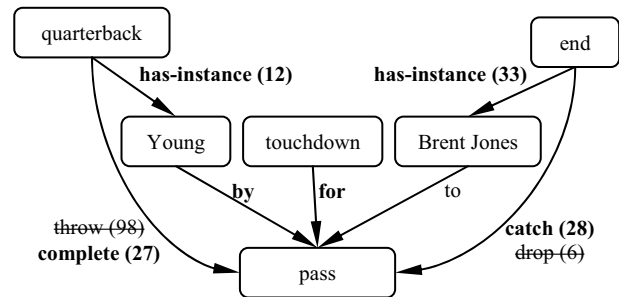 quarterback
end
has-instance (12)
has-instance (33)
Young
touchdown
Brent Jones
by
for
to
throw (98)
complete (27)
catch (28)
drop (6)
pass